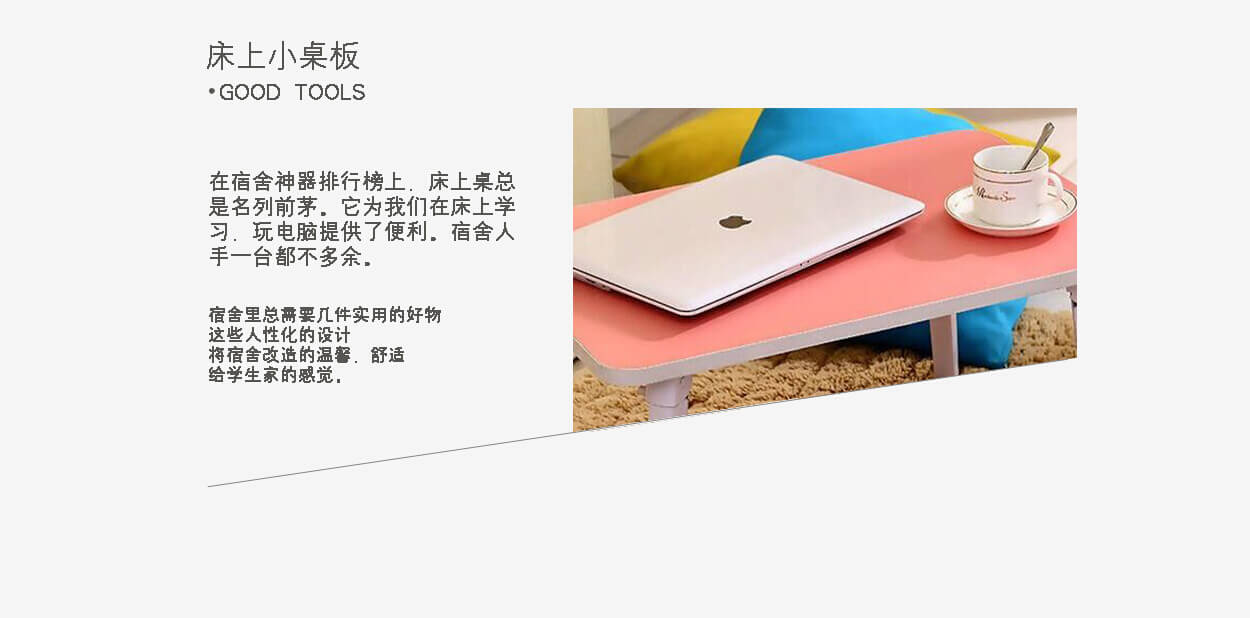 床上小桌板
•GOOD TOOLS
在宿舍神器排行榜上，床上桌总
是名列前茅。它为我们在床上学
习，玩电脑提供了便利。宿舍人
手一台都不多余。
宿舍里总需要几件实用的好物
这些人性化的设计
将宿舍改造的温馨，舒适
给学生家的感觉。